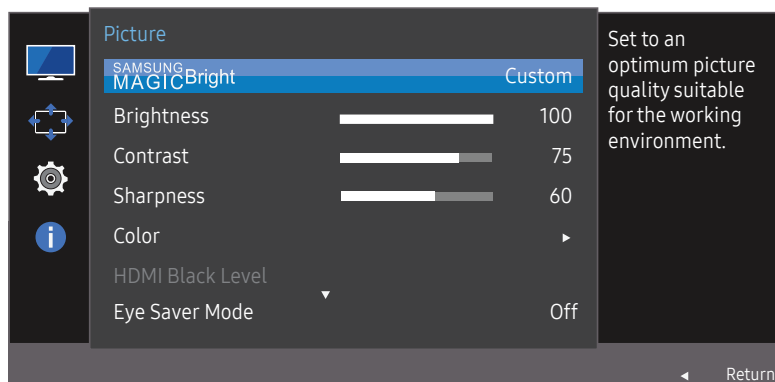 Picture
SAMSUNG
MAGICBright Custom
Brightness 100
Contrast 75
Sharpness 60
Color
HDMI Black Level
Eye Saver Mode Off
Set to an
optimum picture
quality suitable
for the working
environment.
Return